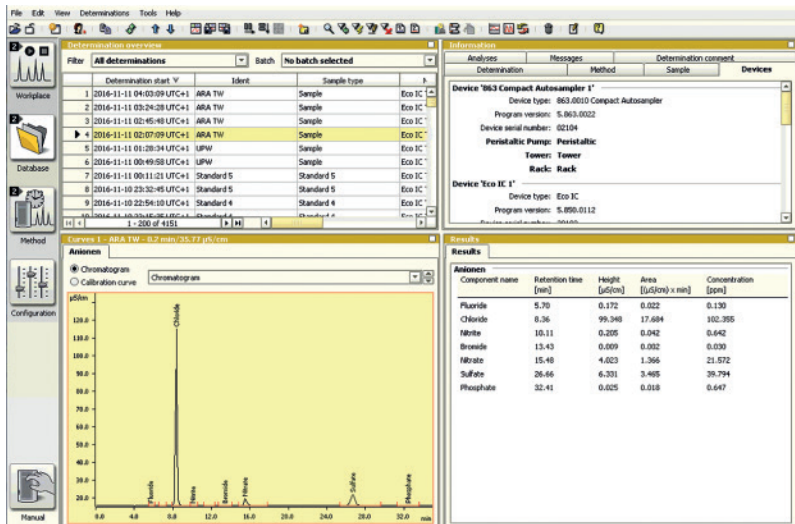 File Edit View Determinations Tools Help
Determination overview
Filter All determinations Batch No batch selected
Determination start Ident Sample type
1 2016-11-11 04:03:09 UTC+1 ARA TW Sample Eco IC
2 2016-11-11 03:24:28 UTC+1 ARA TW Sample Eco IC
3 2016-11-11 02:45:48 UTC+1 ARA TW Sample Eco IC
4 2016-11-11 02:07:09 UTC+1 ARA TW Sample Eco IC
5 2016-11-11 01:28:34 UTC+1 UPW Sample Eco IC
6 2016-11-11 00:49:58 UTC+1 UPW Sample Eco IC
7 2016-11-11 00:11:21 UTC+1 Standard 5 Standard 5 Eco IC
8 2016-11-10 23:32:45 UTC+1 Standard 5 Standard 5 Eco IC
9 2016-11-10 22:54:10 UTC+1 Standard 4 Standard 4 Eco IC
1 - 200 of 4151
Information
Analyses Messages Determination comment
Determination Method Sample Devices
Device '863 Compact Autosampler 1'
Device type: 863.0010 Compact Autosampler
Program version: 5.863.0022
Device serial number: 02104
Peristaltic Pump: Peristaltic
Tower: Tower
Rack: Rack
Device 'Eco IC 1'
Device type: Eco IC
Program version: 5.850.0112
Workplace
Database
Method
Configuration
Manual
Curves 1 - ARA TW - 0.2 min/35.77 µS/cm
Anionen
Chromatogram
Calibration curve
Chromatogram
µS/cm
120.0
110.0
100.0
90.0
80.0
70.0
60.0
50.0
40.0
30.0
20.0
Fluoride
Chloride
Nitrite
Bromide
Nitrate
Sulfate
Phosphate
0.0 4.0 8.0 12.0 16.0 20.0 24.0 28.0 32.0 min
Results
Results
Anionen
Component name Retention time Height Area Concentration
[min] [µS/cm] [(µS/cm) x min] [ppm]
Fluoride 5.70 0.172 0.022 0.130
Chloride 8.36 99.348 17.684 102.355
Nitrite 10.11 0.205 0.042 0.642
Bromide 13.43 0.009 0.002 0.030
Nitrate 15.48 4.023 1.366 21.572
Sulfate 26.66 6.331 3.465 39.794
Phosphate 32.41 0.025 0.018 0.647